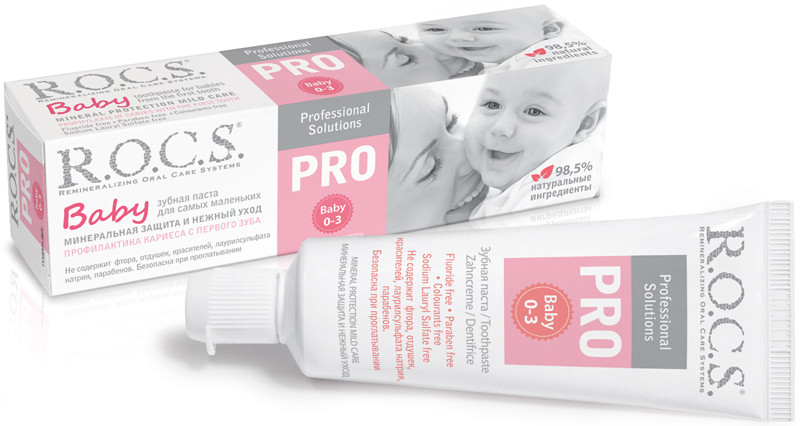 R.O.C.S.
REMINERALIZING ORAL CARE SYSTEMS
Baby
toothpaste for babies
from the first tooth
MINERAL PROTECTION MILD CARE
PROPHYLAXIS OF CARIES WITH THE FIRST TOOTH
Fluoride free • Paraben free • Colourants free
Sodium Lauryl Sulfate free
Professional
Solutions
PRO
Baby
0-3
98,5%
natural
ingredients
R.O.C.S.
REMINERALIZING ORAL CARE SYSTEMS
Baby
зубная паста
для самых маленьких
МИНЕРАЛЬНАЯ ЗАЩИТА И НЕЖНЫЙ УХОД
ПРОФИЛАКТИКА КАРИЕСА С ПЕРВОГО ЗУБА
Не содержит фтора, отдушек, красителей, лаурилсульфата
натрия, парабенов. Безопасна при проглатывании
Professional
Solutions
PRO
Baby
0-3
98,5%
натуральные
ингредиенты
PRO
R.O.C.S.
REMINERALIZING ORAL CARE SYSTEMS
Professional
Solutions
PRO
Baby
0-3
Зубная паста / Toothpaste
Zahncreme / Dentifrice
Fluoride free • Paraben free
• Colourants free
Sodium Lauryl Sulfate free
Не содержит фтора, отдушек,
красителей, лаурилсульфата натрия,
парабенов.
Безопасна при проглатывании
MINERAL PROTECTION MILD CARE
МИНЕРАЛЬНАЯ ЗАЩИТА И НЕЖНЫЙ УХОД